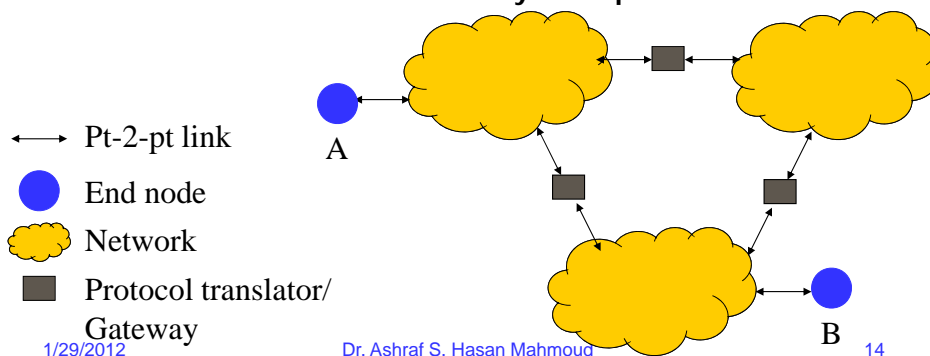 A
Pt-2-pt link
End node
Network
Protocol translator/
Gateway
B
1/29/2012
Dr. Ashraf S. Hasan Mahmoud
14